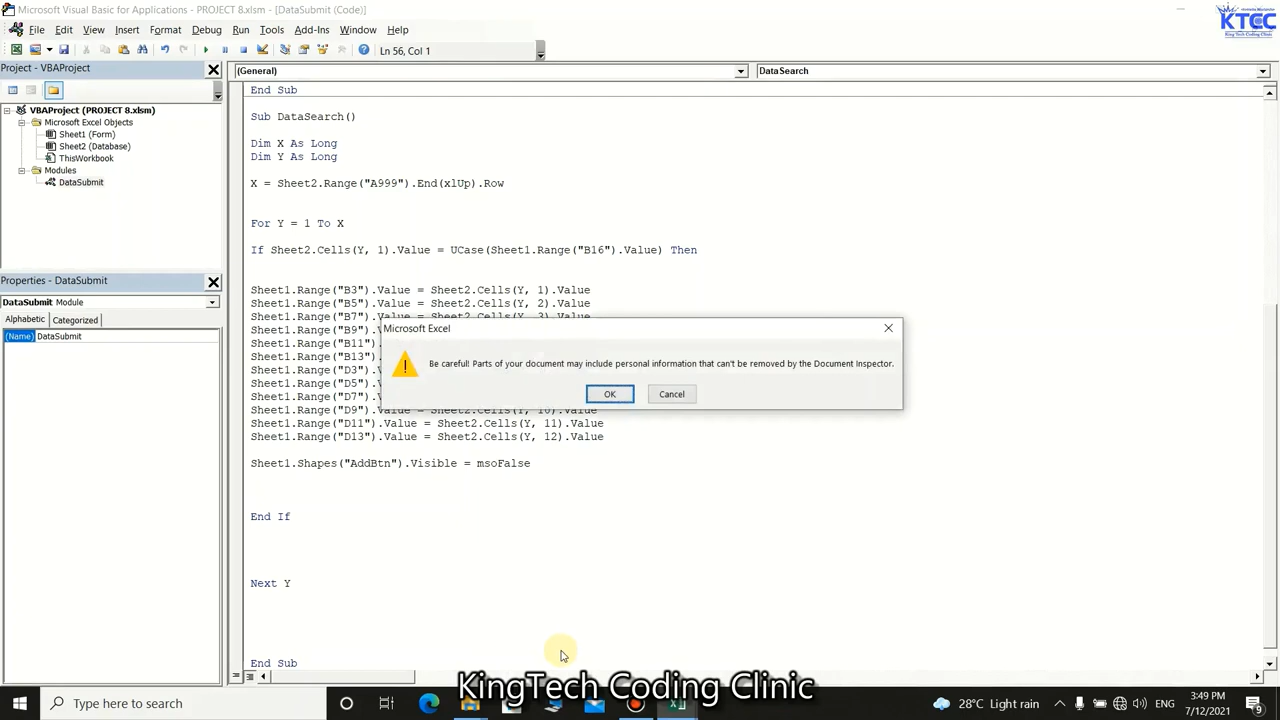 Microsoft Visual Basic for Applications - PROJECT 8.xlsm - [DataSubmit (Code)]
KTCC
King Tech Coding Clinic
File Edit View Insert Format Debug Run Tools Add-Ins Window Help
Ln 56, Col 1
Project - VBAProject
(General)
DataSearch
VBAProject (PROJECT 8.xlsm)
Microsoft Excel Objects
Sheet1 (Form)
Sheet2 (Database)
ThisWorkbook
Modules
DataSubmit
Properties - DataSubmit
DataSubmit Module
Alphabetic Categorized
(Name) DataSubmit
End Sub
Sub DataSearch()
Dim X As Long
Dim Y As Long
X = Sheet2.Range("A999").End(xlUp).Row
For Y = 1 To X
If Sheet2.Cells(Y, 1).Value = UCase(Sheet1.Range("B16").Value) Then
Sheet1.Range("B3").Value = Sheet2.Cells(Y, 1).Value
Sheet1.Range("B5").Value = Sheet2.Cells(Y, 2).Value
Sheet1.Range("B7").Value = Sheet2.Cells(Y, 3).Value
Sheet1.Range("B9")
Sheet1.Range("B11"
Sheet1.Range("B13"
Sheet1.Range("D3")
Sheet1.Range("D5")
Sheet1.Range("D7")
Sheet1.Range("D9").Value = Sheet2.Cells(Y, 10).Value
Sheet1.Range("D11").Value = Sheet2.Cells(Y, 11).Value
Sheet1.Range("D13").Value = Sheet2.Cells(Y, 12).Value
Sheet1.Shapes("AddBtn").Visible = msoFalse
End If
Next Y
End Sub
Microsoft Excel
Be careful! Parts of your document may include personal information that can't be removed by the Document Inspector.
OK
Cancel
KingTech Coding Clinic
Type here to search
28°C Light rain
ENG
3:49 PM
7/12/2021
9